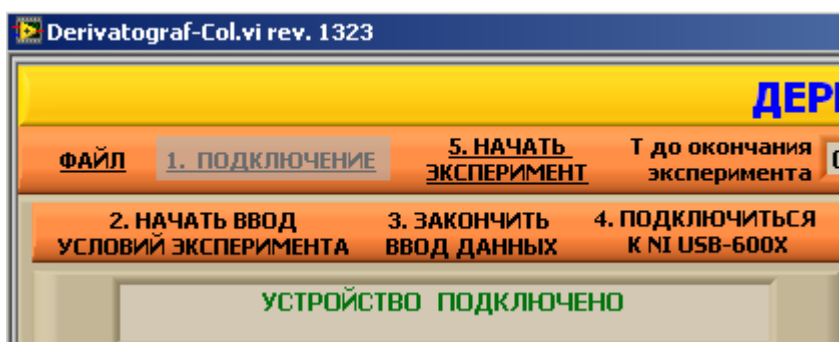 Derivatograf-Col.vi rev. 1323
ФАЙЛ
1. ПОДКЛЮЧЕНИЕ
5. НАЧАТЬ
ЭКСПЕРИМЕНТ
Т до окончания
эксперимента
2. НАЧАТЬ ВВОД
УСЛОВИЙ ЭКСПЕРИМЕНТА
3. ЗАКОНЧИТЬ
ВВОД ДАННЫХ
4. ПОДКЛЮЧИТЬСЯ
К NI USB-600X
УСТРОЙСТВО ПОДКЛЮЧЕНО